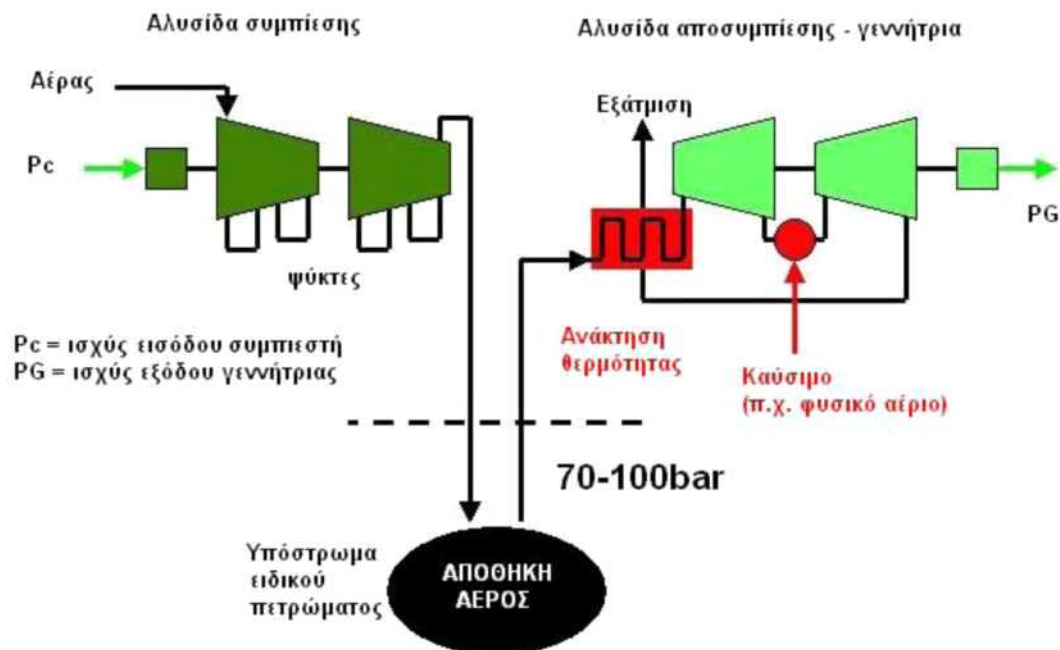 Αλυσίδα συμπίεσης
Αλυσίδα αποσυμπίεσης - γεννήτρια
Αέρας
Εξάτμιση
Pc
PG
ψύκτες
Pc = ισχύς εισόδου συμπιεστή
PG = ισχύς εξόδου γεννήτριας
Ανάκτηση
θερμότητας
Καύσιμο
(π.χ. φυσικό αέριο)
70-100bar
Υπόστρωμα
ειδικού
πετρώματος
ΑΠΟΘΗΚΗ
ΑΕΡΟΣ